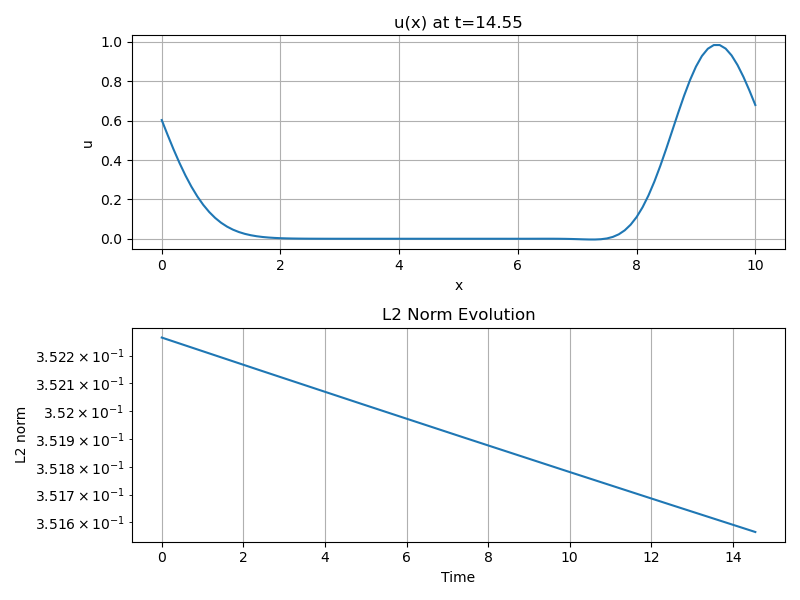 u(x) at t=14.55
u
1.0
0.8
0.6
0.4
0.2
0.0
0 2 4 6 8 10
x
L2 Norm Evolution
L2 norm
3.522 × 10⁻¹
3.521 × 10⁻¹
3.52 × 10⁻¹
3.519 × 10⁻¹
3.518 × 10⁻¹
3.517 × 10⁻¹
3.516 × 10⁻¹
0 2 4 6 8 10 12 14
Time